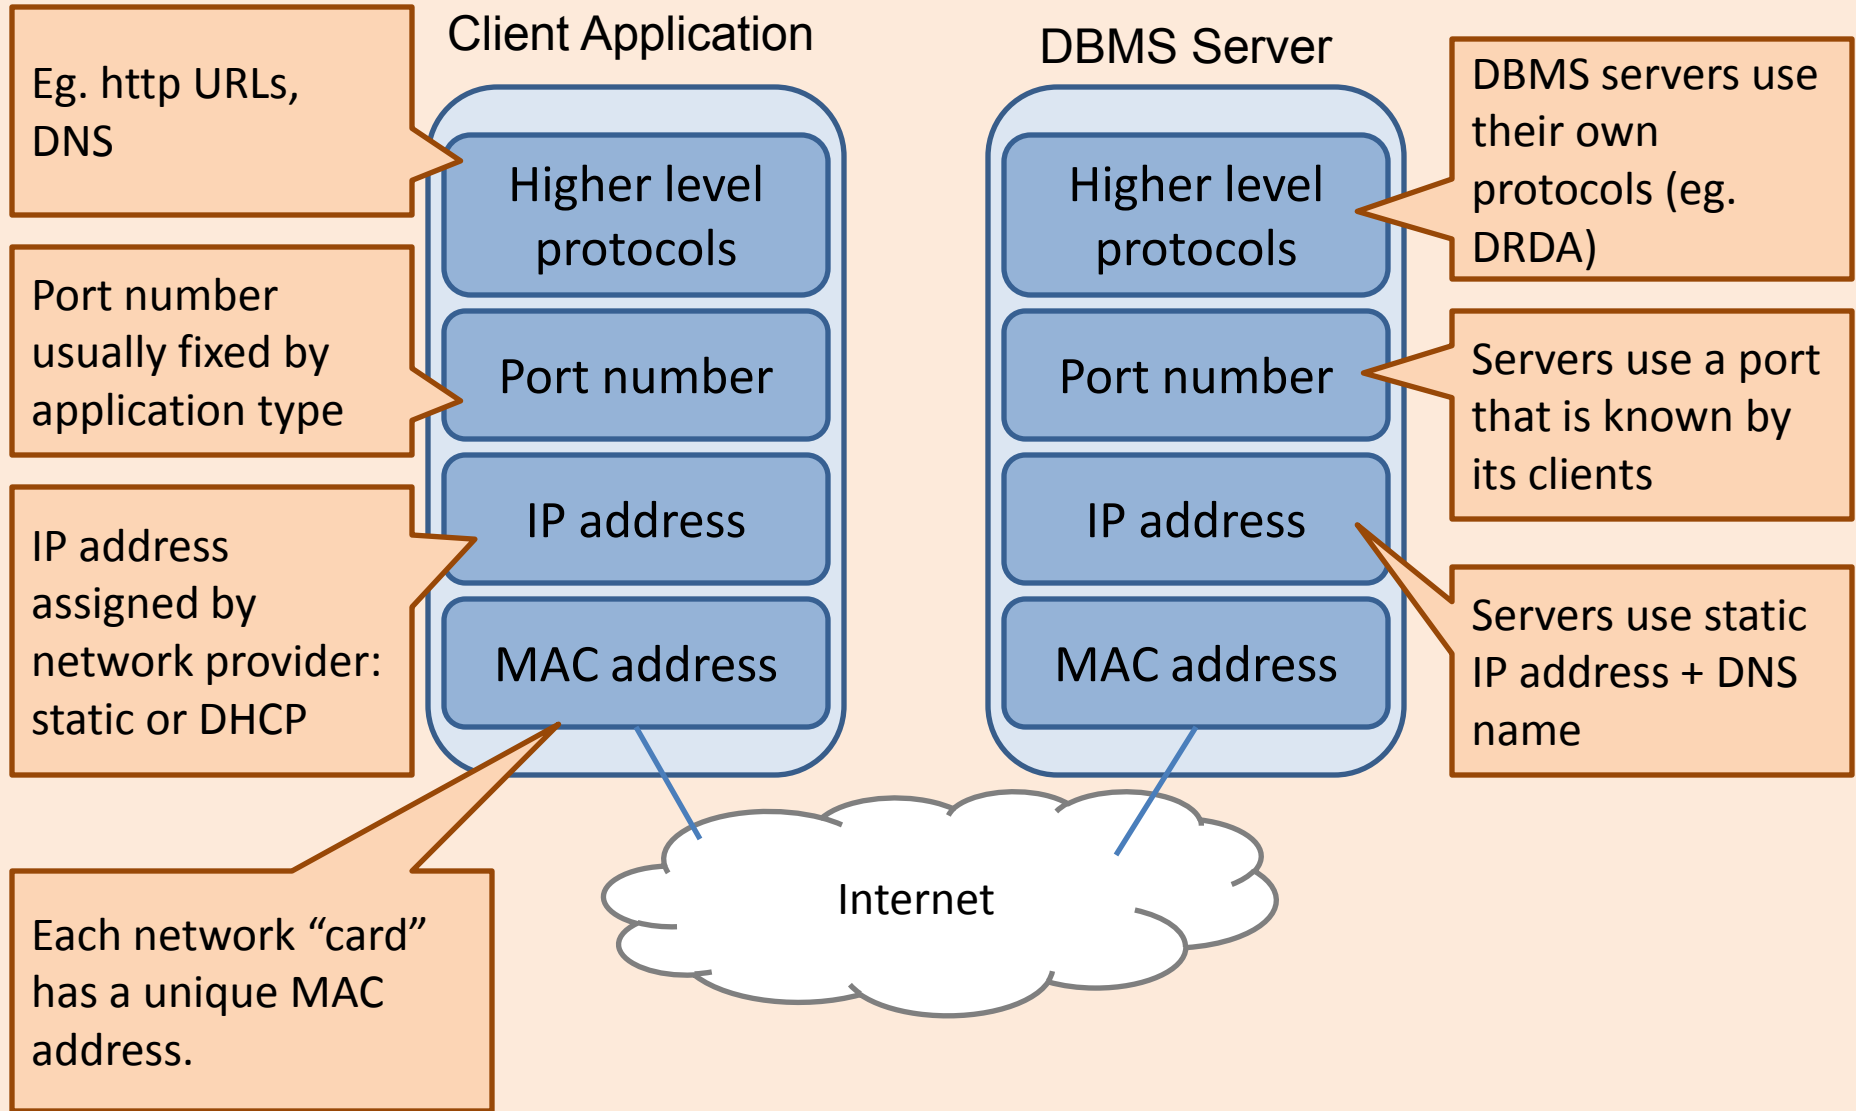 Client Application
DBMS Server
Eg. http URLs,
DNS
Higher level
protocols
Higher level
protocols
DBMS servers use
their own
protocols (eg.
DRDA)
Port number
usually fixed by
application type
Port number
Port number
Servers use a port
that is known by
its clients
IP address
assigned by
network provider:
static or DHCP
IP address
IP address
Servers use static
IP address + DNS
name
MAC address
MAC address
Each network “card”
has a unique MAC
address.
Internet